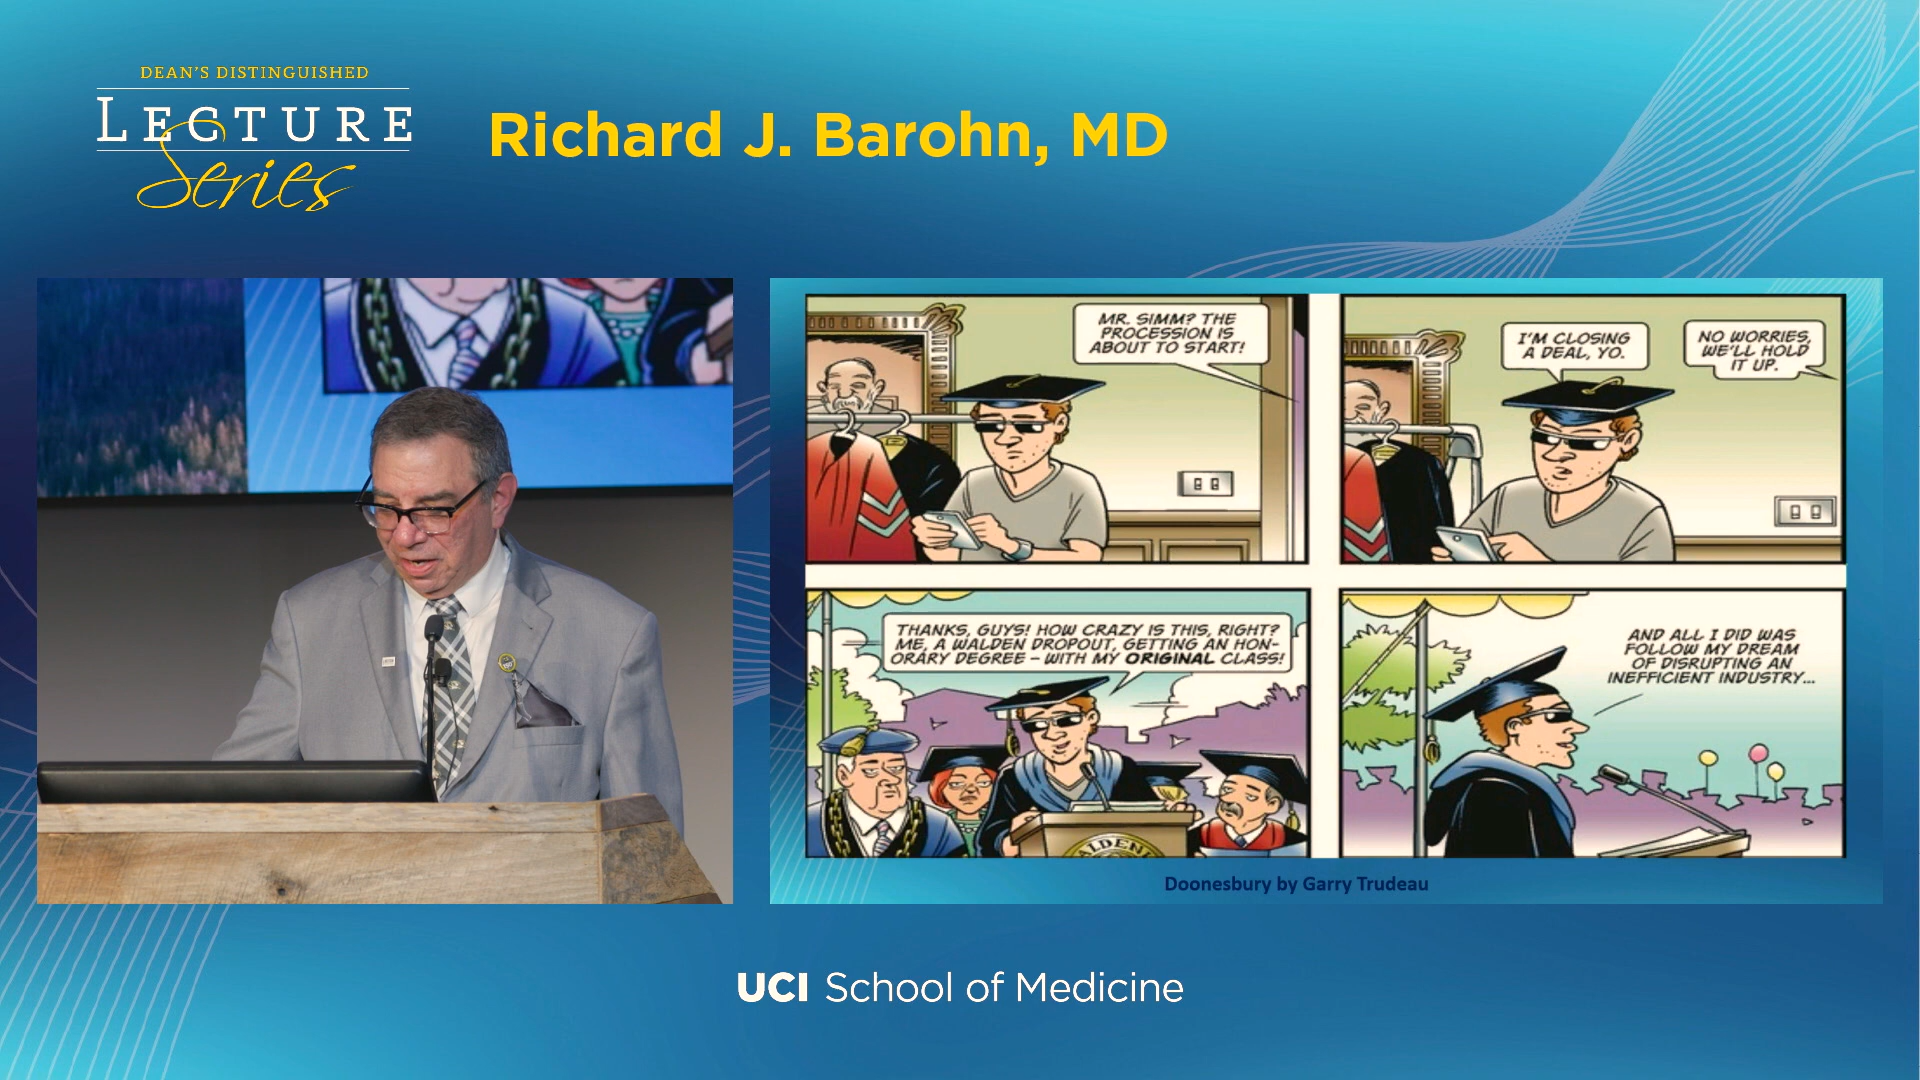 DEAN'S DISTINGUISHED
LECTURE
Series
Richard J. Barohn, MD
MR. SIMM? THE
PROCESSION IS
ABOUT TO START!
I'M CLOSING
A DEAL, YO.
NO WORRIES,
WE'LL HOLD
IT UP.
THANKS, GUYS! HOW CRAZY IS THIS, RIGHT?
ME, A WALDEN DROPOUT, GETTING AN HON-
ORARY DEGREE – WITH MY ORIGINAL CLASS!
ALDEN
AND ALL I DID WAS
FOLLOW MY DREAM
OF DISRUPTING AN
INEFFICIENT INDUSTRY...
Doonesbury by Garry Trudeau
UCI School of Medicine